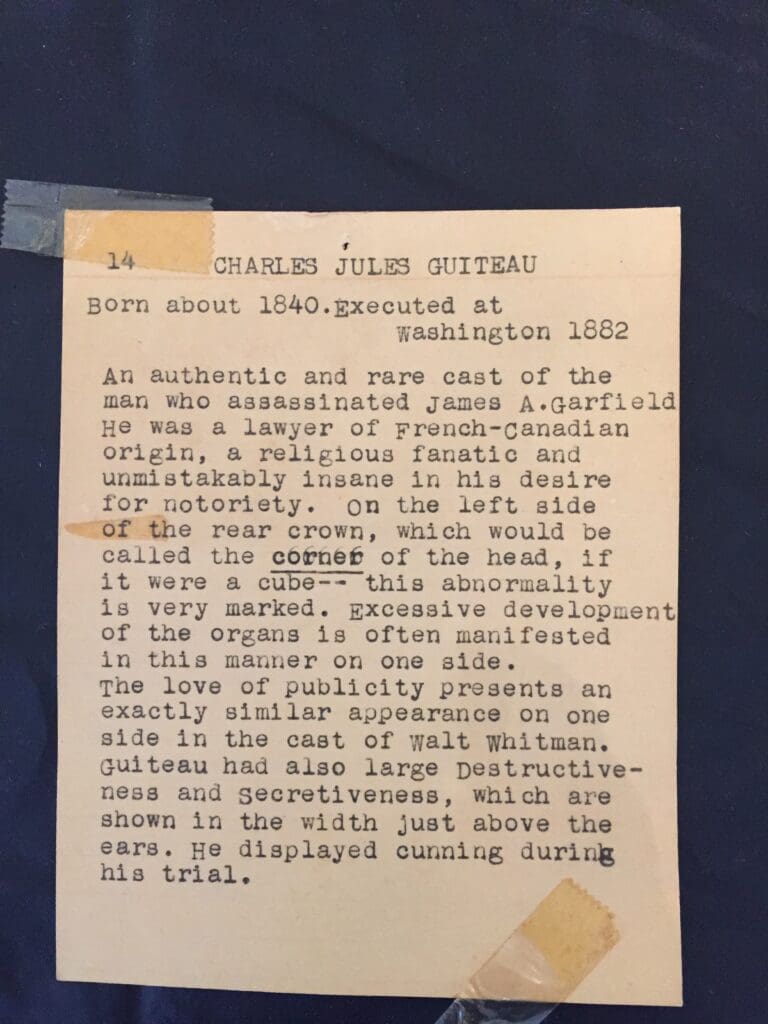 14 CHARLES JULES GUITEAU
Born about 1840.Executed at
Washington 1882
An authentic and rare cast of the
man who assassinated James A.Garfield
He was a lawyer of French-Canadian
origin, a religious fanatic and
unmistakably insane in his desire
for notoriety. On the left side
of the rear crown, which would be
called the corner of the head, if
it were a cube-- this abnormality
is very marked. Excessive development
of the organs is often manifested
in this manner on one side.
The love of publicity presents an
exactly similar appearance on one
side in the cast of Walt Whitman.
Guiteau had also large Destructive-
ness and Secretiveness, which are
shown in the width just above the
ears. He displayed cunning during
his trial.